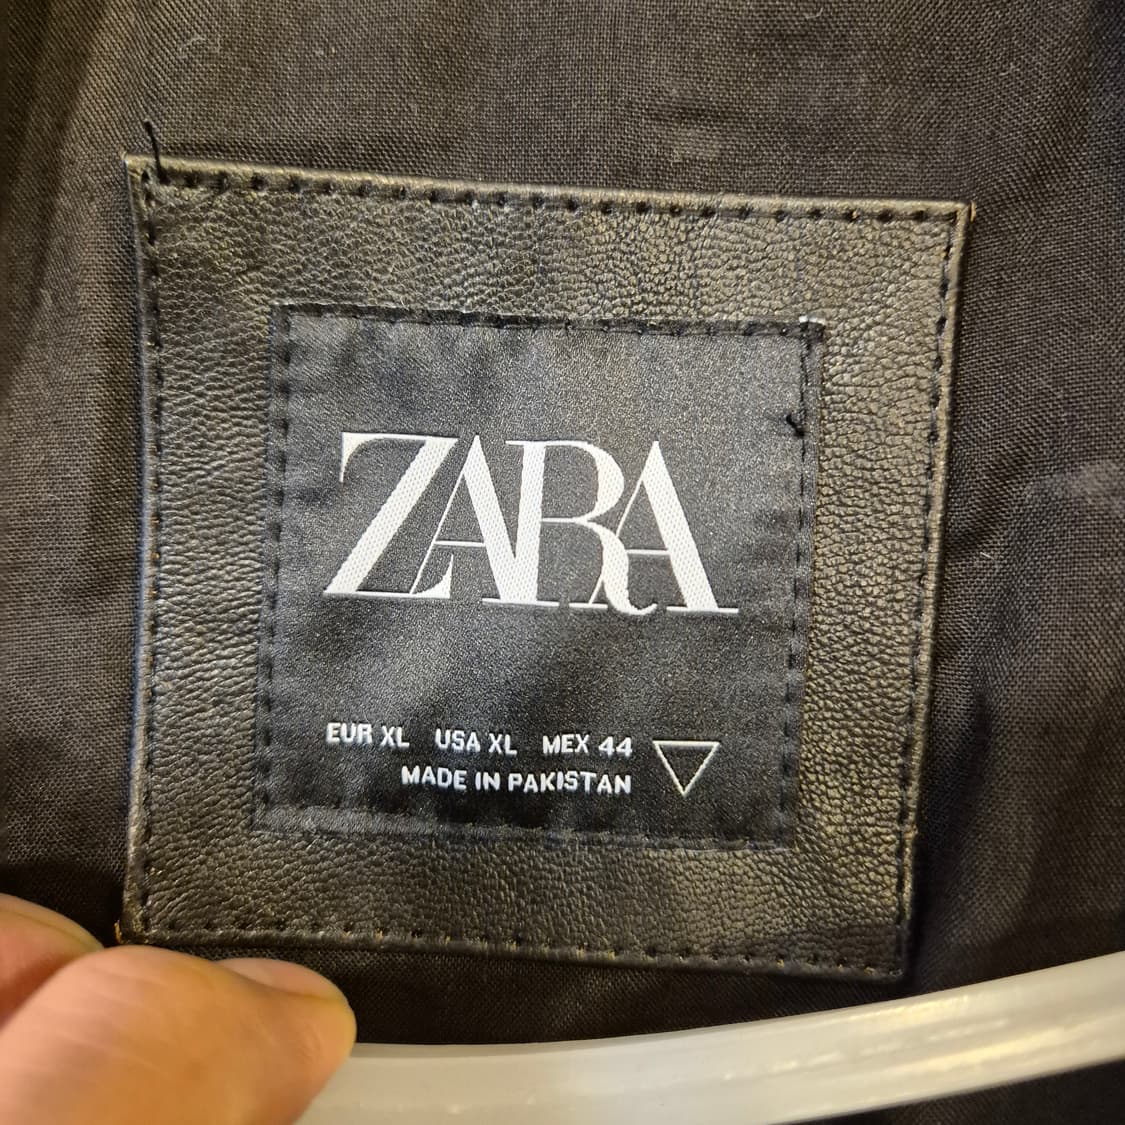 ZARA
EUR XL USA XL MEX 44
MADE IN PAKISTAN